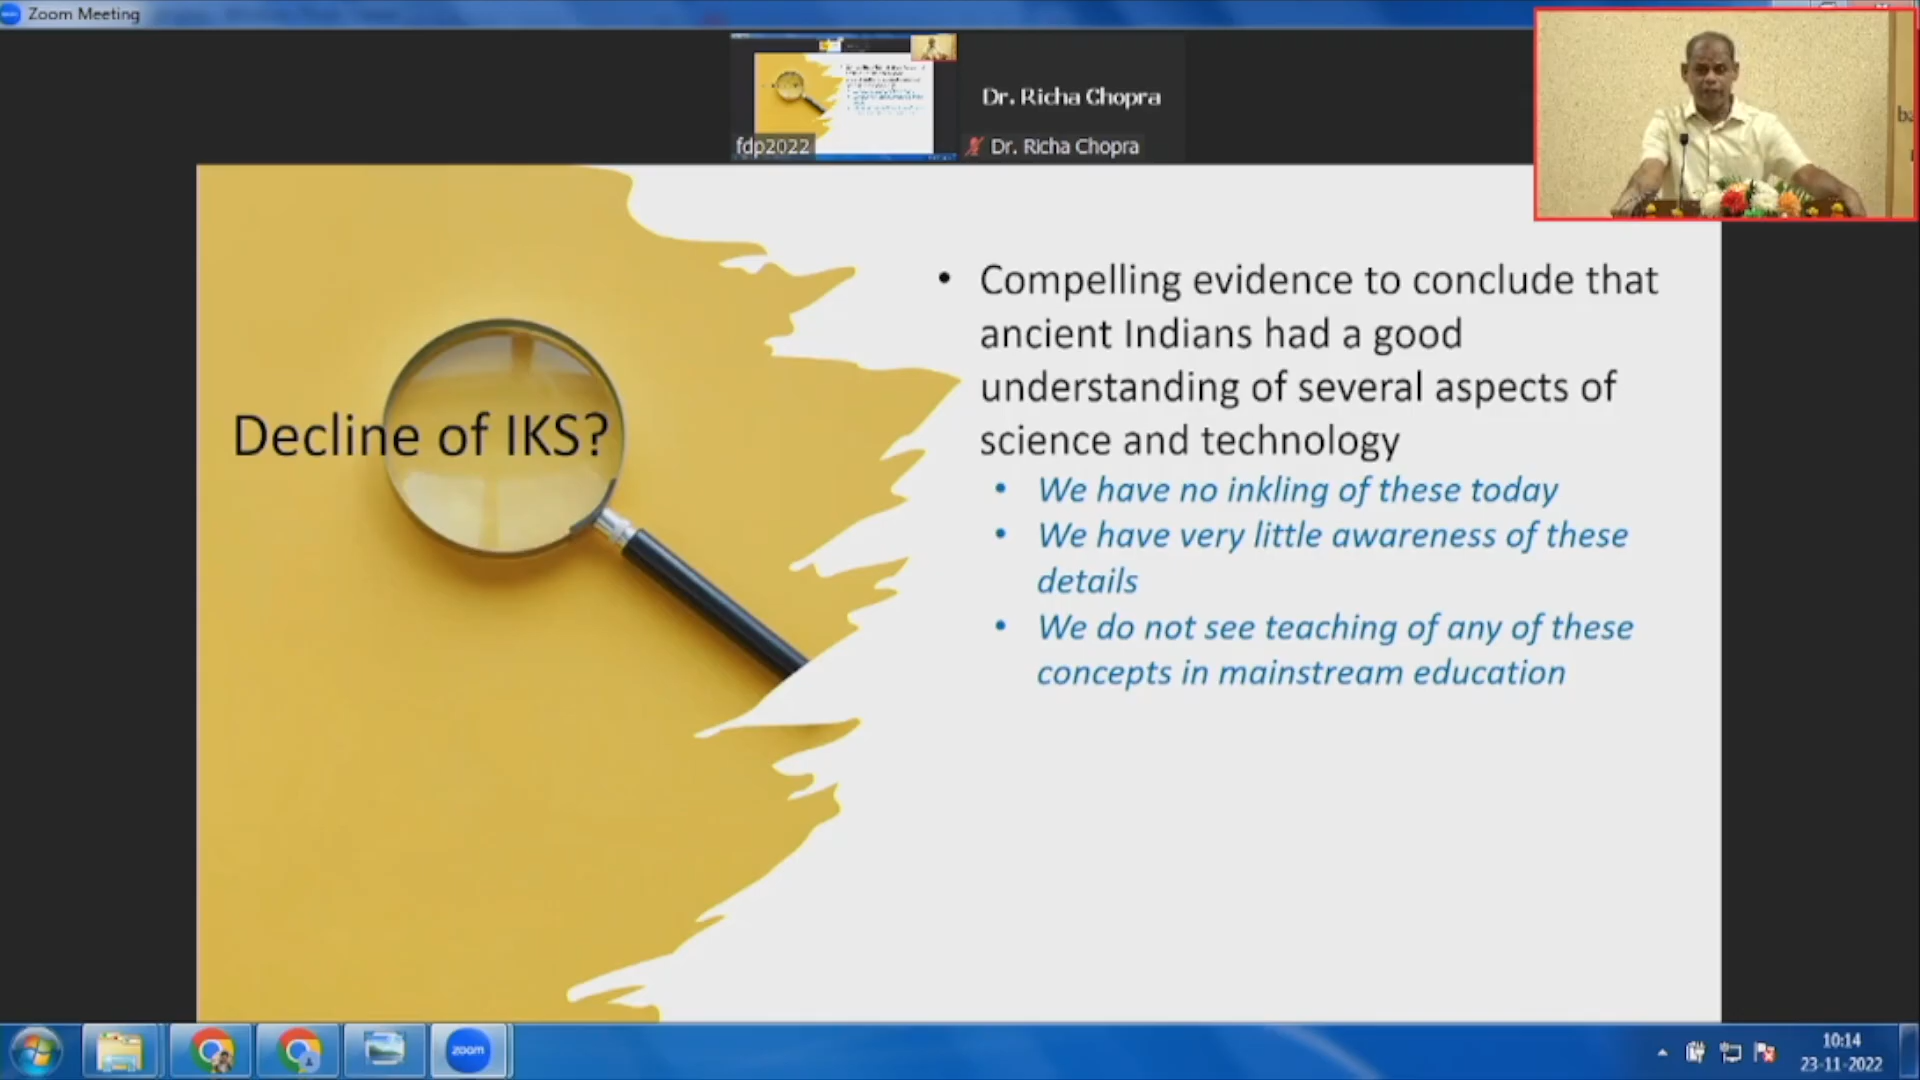 Zoom Meeting
fdp2022
Dr. Richa Chopra
Dr. Richa Chopra
Decline of IKS?
• Compelling evidence to conclude that
ancient Indians had a good
understanding of several aspects of
science and technology
• We have no inkling of these today
• We have very little awareness of these
details
• We do not see teaching of any of these
concepts in mainstream education
zoom
10:14
23-11-2022